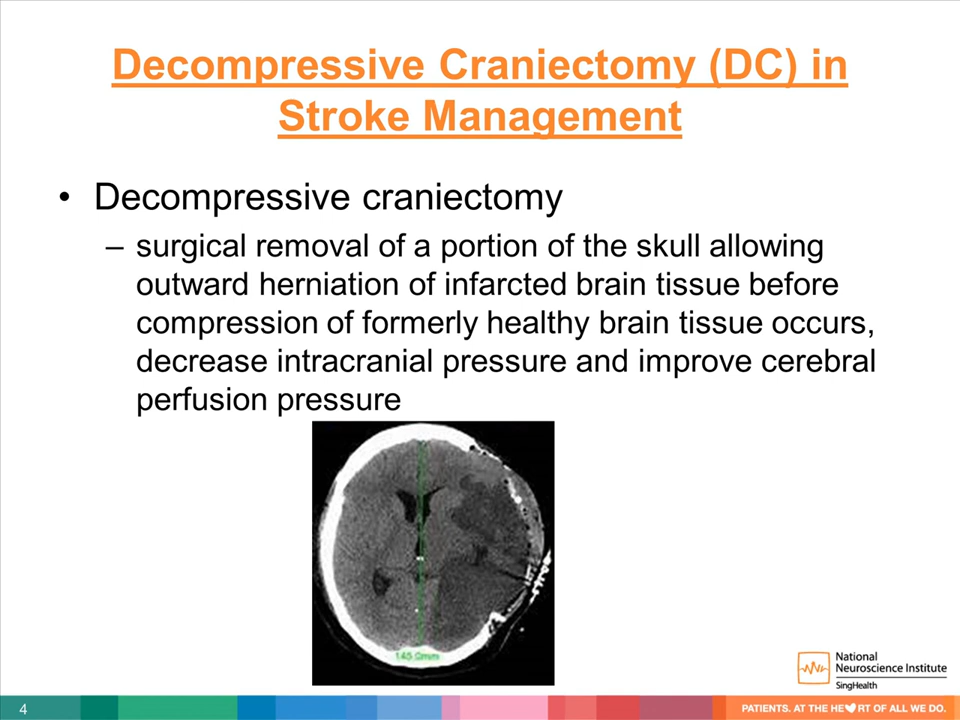 Decompressive Craniectomy (DC) in
Stroke Management
• Decompressive craniectomy
– surgical removal of a portion of the skull allowing
outward herniation of infarcted brain tissue before
compression of formerly healthy brain tissue occurs,
decrease intracranial pressure and improve cerebral
perfusion pressure
145.0mm
National
Neuroscience Institute
SingHealth
4
PATIENTS. AT THE HE♥RT OF ALL WE DO.